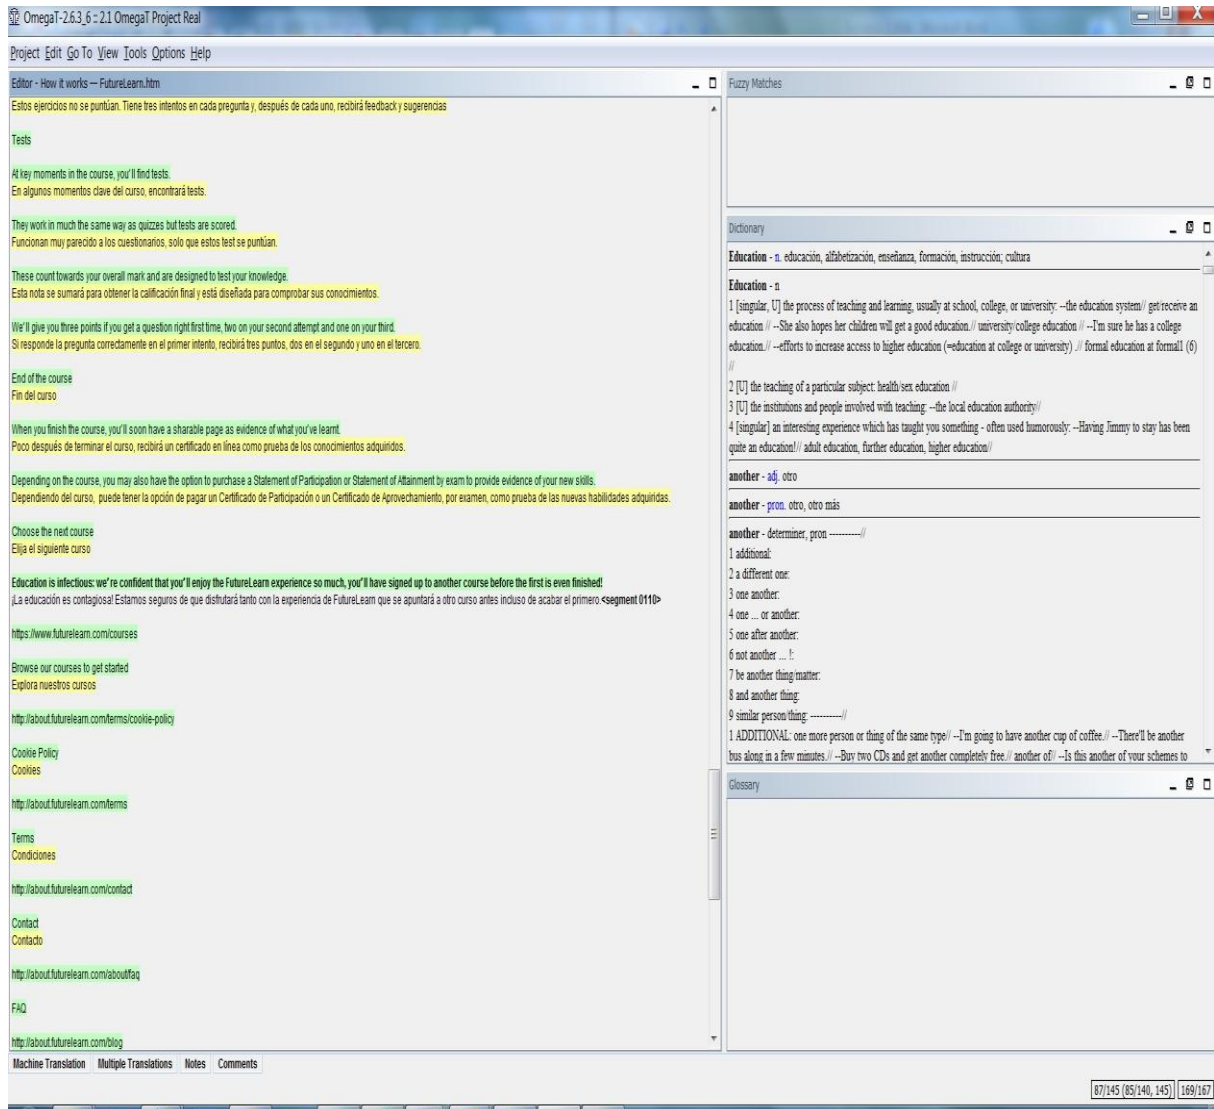 OmegaT-2.6.3_6 :: 2.1 OmegaT Project Real
Project Edit Go To View Tools Options Help
Editor - How it works — FutureLearn.htm
Estos ejercicios no se puntúan. Tiene tres intentos en cada pregunta y, después de cada uno, recibirá feedback y sugerencias
Tests
At key moments in the course, you'll find tests.
En algunos momentos clave del curso, encontrará tests.
They work in much the same way as quizzes but tests are scored.
Funcionan muy parecido a los cuestionarios, solo que estos test se puntúan.
These count towards your overall mark and are designed to test your knowledge.
Esta nota se sumará para obtener la calificación final y está diseñada para comprobar sus conocimientos.
We'll give you three points if you get a question right first time, two on your second attempt and one on your third.
Si responde la pregunta correctamente en el primer intento, recibirá tres puntos, dos en el segundo y uno en el tercero.
End of the course
Fin del curso
When you finish the course, you'll soon have a sharable page as evidence of what you've learnt.
Poco después de terminar el curso, recibirá un certificado en línea como prueba de los conocimientos adquiridos.
Depending on the course, you may also have the option to purchase a Statement of Participation or Statement of Attainment by exam to provide evidence of your new skills.
Dependiendo del curso, puede tener la opción de pagar un Certificado de Participación o un Certificado de Aprovechamiento, por examen, como prueba de las nuevas habilidades adquiridas.
Choose the next course
Elija el siguiente curso
Education is infectious: we're confident that you'll enjoy the FutureLearn experience so much, you'll have signed up to another course before the first is even finished!
¡La educación es contagiosa! Estamos seguros de que disfrutará tanto con la experiencia de FutureLearn que se apuntará a otro curso antes incluso de acabar el primero.<segment 0110>
https://www.futurelearn.com/courses
Browse our courses to get started
Explora nuestros cursos
http://about.futurelearn.com/terms/cookie-policy
Cookie Policy
Cookies
http://about.futurelearn.com/terms
Terms
Condiciones
http://about.futurelearn.com/contact
Contact
Contacto
http://about.futurelearn.com/about/faq
FAQ
http://about.futurelearn.com/blog
Fuzzy Matches
Dictionary
Education - n. educación, alfabetización, enseñanza, formación, instrucción; cultura
Education - n
1 [singular, U] the process of teaching and learning, usually at school, college, or university: --the education system// get/receive an
education // --She also hopes her children will get a good education.// university/college education // --I'm sure he has a college
education.// --efforts to increase access to higher education (=education at college or university) .// formal education at formal1 (6)
//
2 [U] the teaching of a particular subject: health/sex education //
3 [U] the institutions and people involved with teaching: --the local education authority//
4 [singular] an interesting experience which has taught you something - often used humorously: --Having Jimmy to stay has been
quite an education!// adult education, further education, higher education//
another - adj. otro
another - pron. otro, otro más
another - determiner, pron ----------//
1 additional:
2 a different one:
3 one another:
4 one ... or another:
5 one after another:
6 not another ... !:
7 be another thing/matter:
8 and another thing:
9 similar person/thing: ----------//
1 ADDITIONAL: one more person or thing of the same type// --I'm going to have another cup of coffee.// --There'll be another
bus along in a few minutes.// --Buy two CDs and get another completely free.// another of// --Is this another of your schemes to
Glossary
Machine Translation Multiple Translations Notes Comments
87/145 (85/140, 145) 169/167